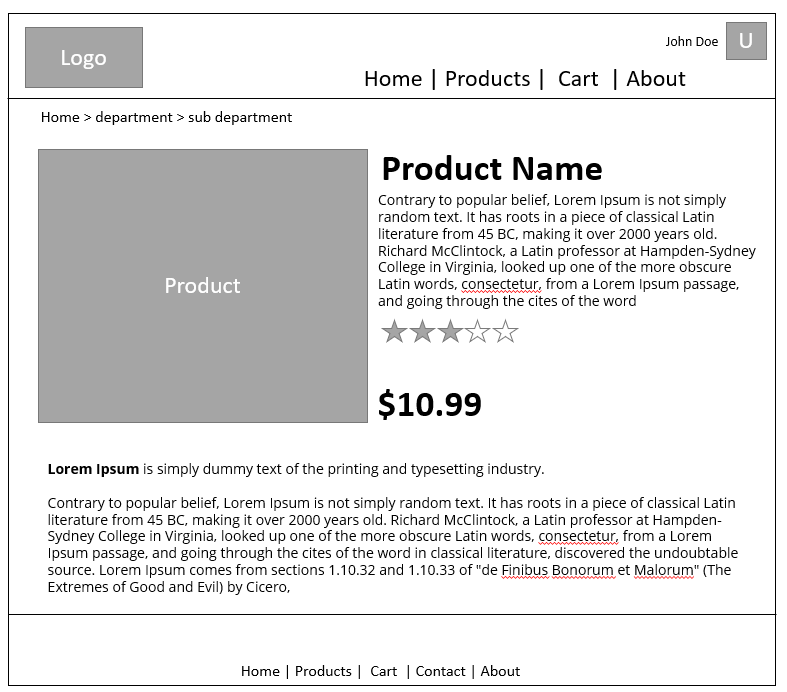 Logo
John Doe
U
Home | Products | Cart | About
Home > department > sub department
Product
Product Name
Contrary to popular belief, Lorem Ipsum is not simply
random text. It has roots in a piece of classical Latin
literature from 45 BC, making it over 2000 years old.
Richard McClintock, a Latin professor at Hampden-Sydney
College in Virginia, looked up one of the more obscure
Latin words, consectetur, from a Lorem Ipsum passage,
and going through the cites of the word
$10.99
Lorem Ipsum is simply dummy text of the printing and typesetting industry.
Contrary to popular belief, Lorem Ipsum is not simply random text. It has roots in a piece of classical Latin
literature from 45 BC, making it over 2000 years old. Richard McClintock, a Latin professor at Hampden-
Sydney College in Virginia, looked up one of the more obscure Latin words, consectetur, from a Lorem
Ipsum passage, and going through the cites of the word in classical literature, discovered the undoubtable
source. Lorem Ipsum comes from sections 1.10.32 and 1.10.33 of "de Finibus Bonorum et Malorum" (The
Extremes of Good and Evil) by Cicero,
Home | Products | Cart | Contact | About